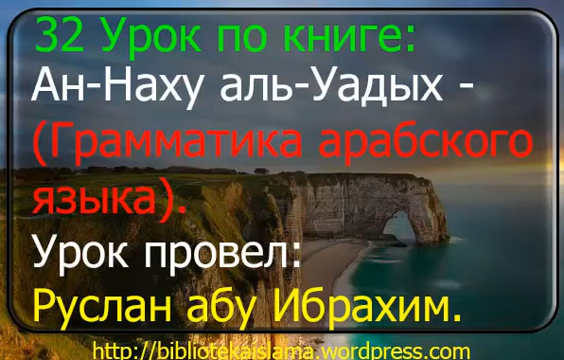 32 Урок по книге:
Ан-Наху аль-Уадых -
(Грамматика арабского
языка).
Урок провел:
Руслан абу Ибрахим.
http://bibliotekaislama.wordpress.com